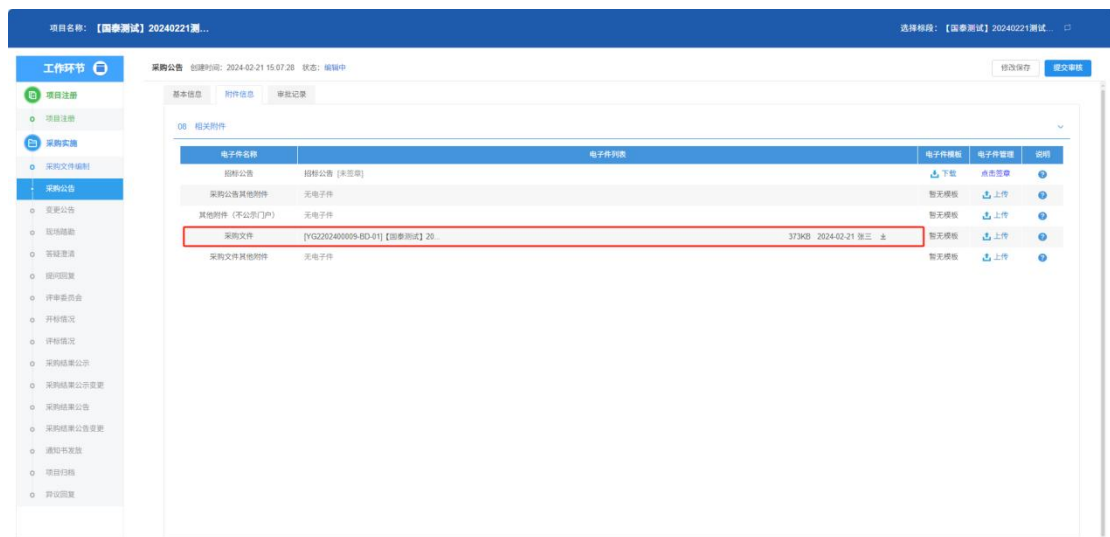 项目名称：【国泰测试】20240221测... 选择标段：【国泰测试】20240221测试...
工作环节
采购公告 创建时间：2024-02-21 15:07:28 状态：编辑中 修改保存 提交审核
项目注册
项目注册
采购实施
采购文件编制
采购公告
变更公告
现场踏勘
答疑澄清
提问回复
评审委员会
开标情况
评标情况
采购结果公示
采购结果公示变更
采购结果公告
采购结果公告变更
通知书发放
项目归档
异议回复
基本信息 附件信息 审批记录
08 相关附件
电子件名称 电子件列表 电子件模板 电子件管理 说明
招标公告 招标公告 [未签章] 下载 点击签章
采购公告其他附件 无电子件 暂无模板 上传
其他附件（不公示门户） 无电子件 暂无模板 上传
采购文件 [YG2202400009-BD-01]【国泰测试】20... 373KB 2024-02-21 张三 暂无模板 上传
采购文件其他附件 无电子件 暂无模板 上传